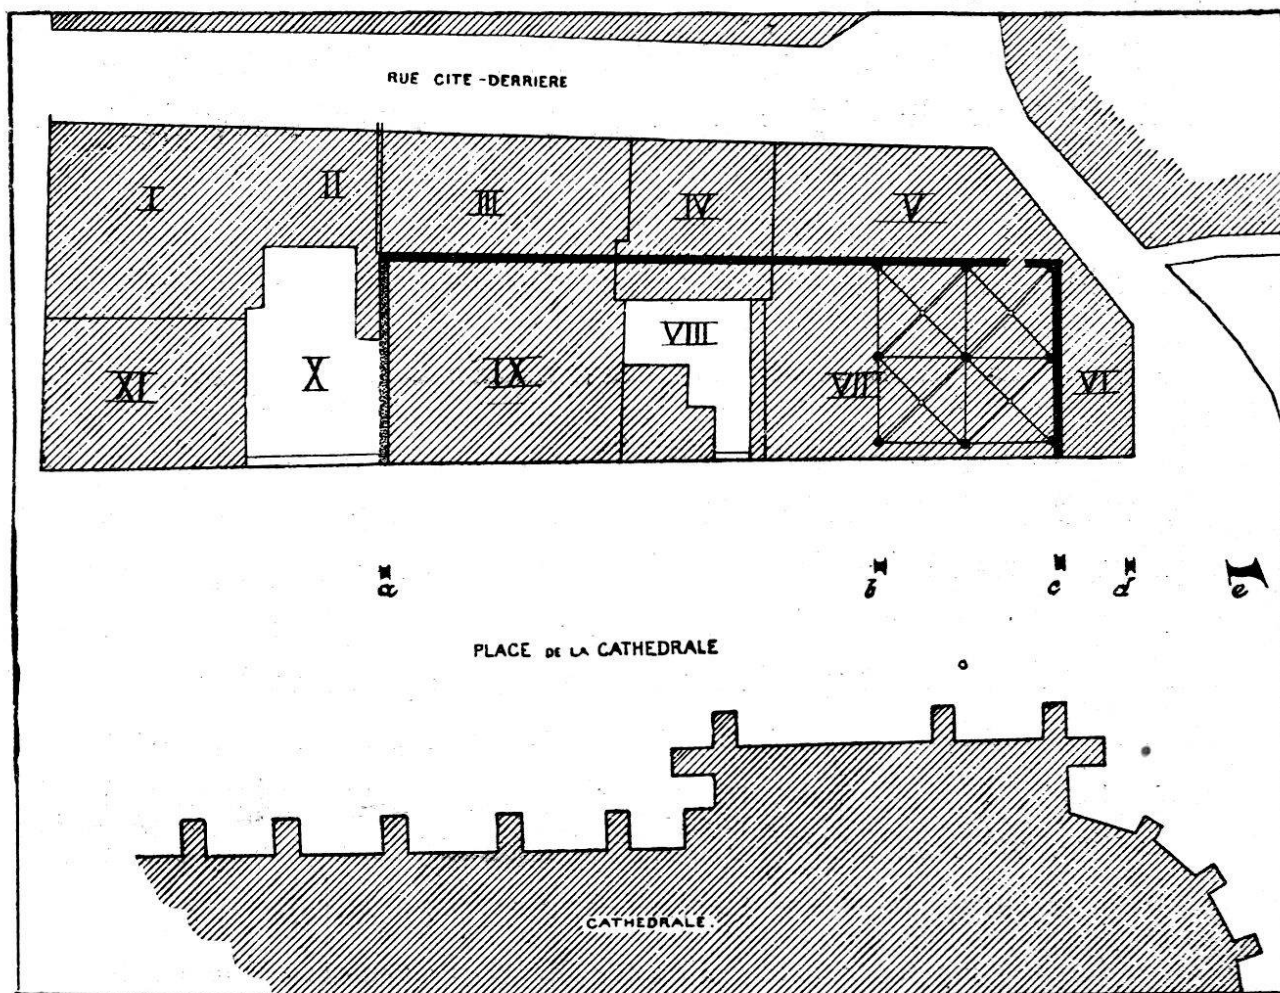 RUE CITE-DERRIERE
I II III IV V
XI X IX VIII VII VI
a b c d e
PLACE DE LA CATHEDRALE
CATHEDRALE.